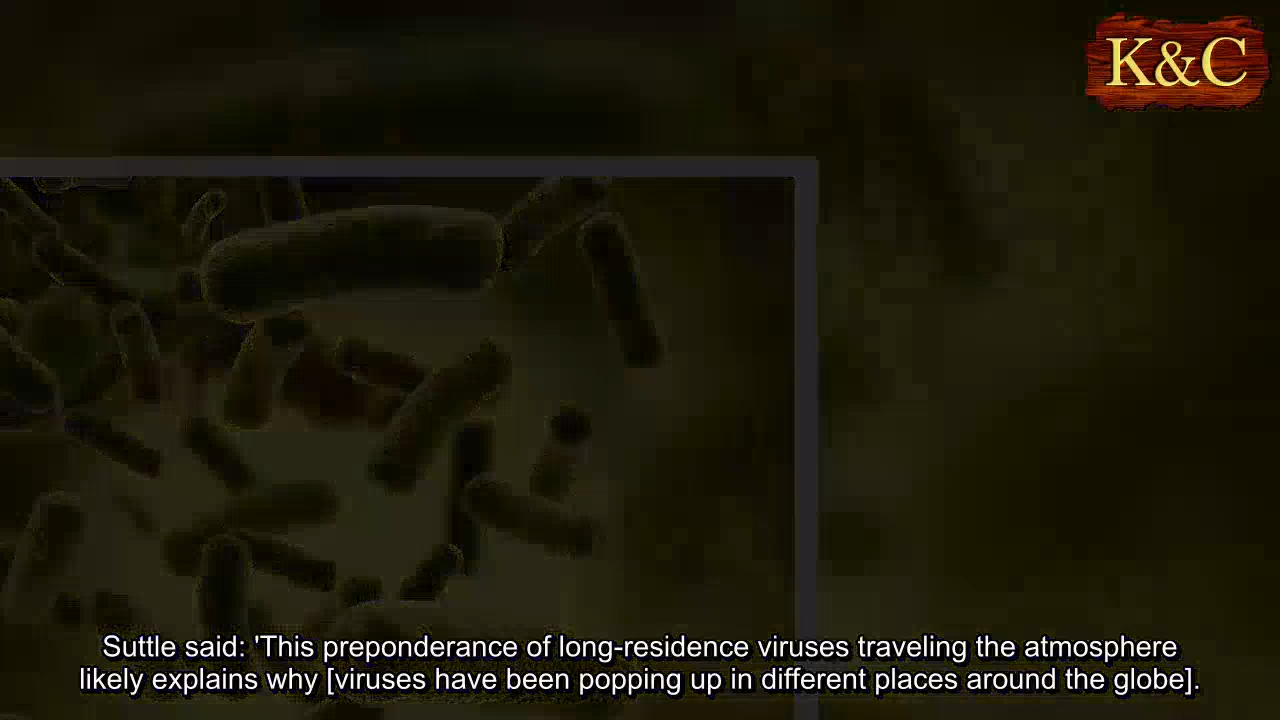 K&C
Suttle said: 'This preponderance of long-residence viruses traveling the atmosphere
likely explains why [viruses have been popping up in different places around the globe].